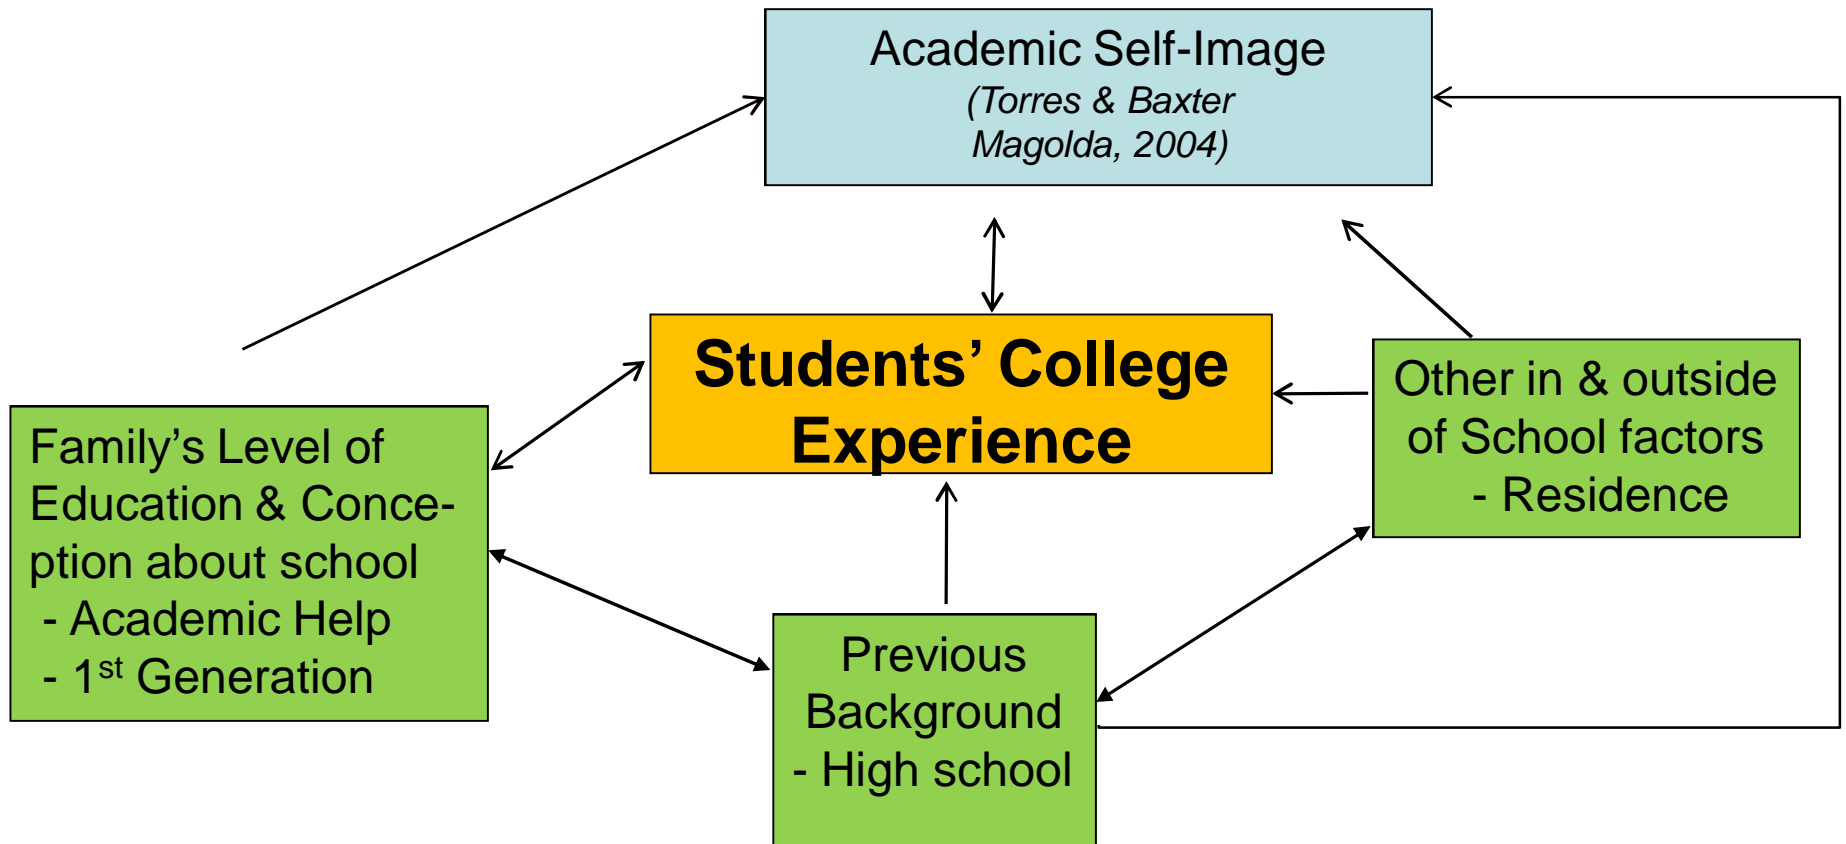 Academic Self-Image
(Torres & Baxter
Magolda, 2004)
Students’ College
Experience
Family’s Level of
Education & Conce-
ption about school
- Academic Help
- 1st Generation
Other in & outside
of School factors
- Residence
Previous
Background
- High school